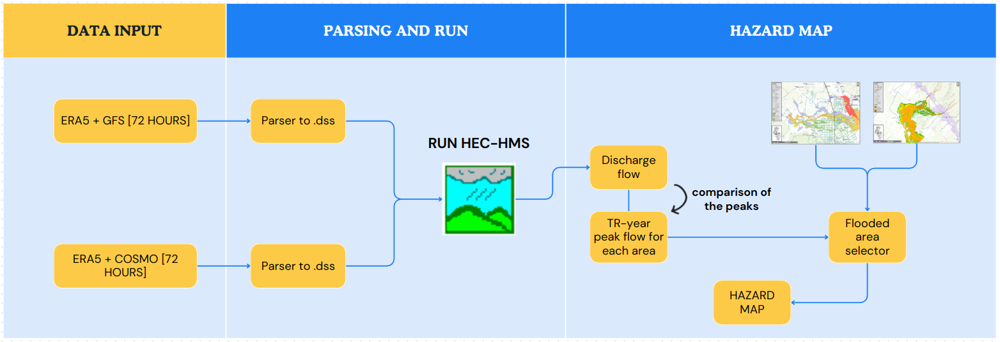 DATA INPUT
PARSING AND RUN
HAZARD MAP
ERA5 + GFS [72 HOURS]
Parser to .dss
RUN HEC-HMS
Discharge
flow
comparison of
the peaks
TR-year
peak flow for
each area
Flooded
area
selector
ERA5 + COSMO [72
HOURS]
Parser to .dss
HAZARD
MAP